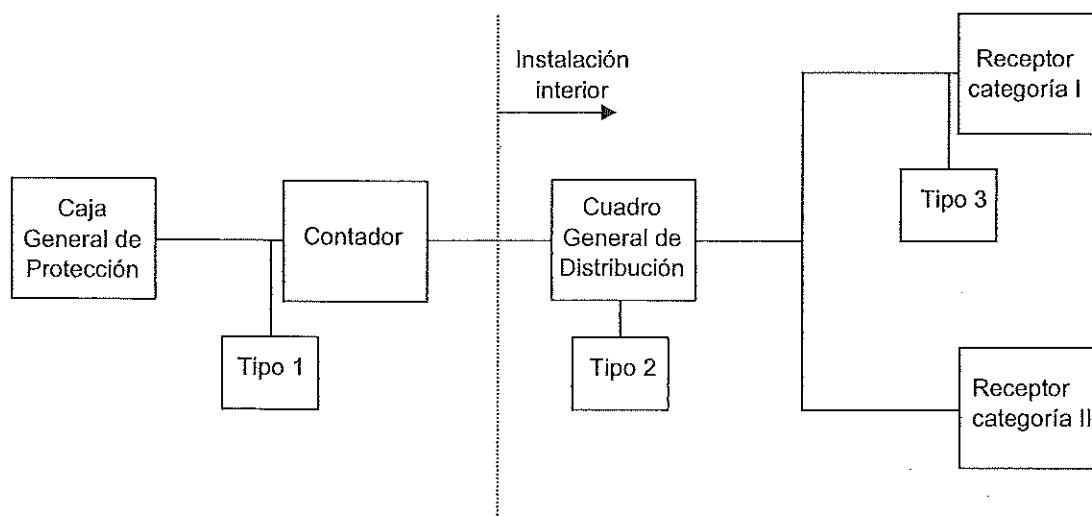 Instalación
interior
Receptor
categoría I
Caja
General de
Protección
Contador
Cuadro
General de
Distribución
Tipo 3
Tipo 1
Tipo 2
Receptor
categoría II